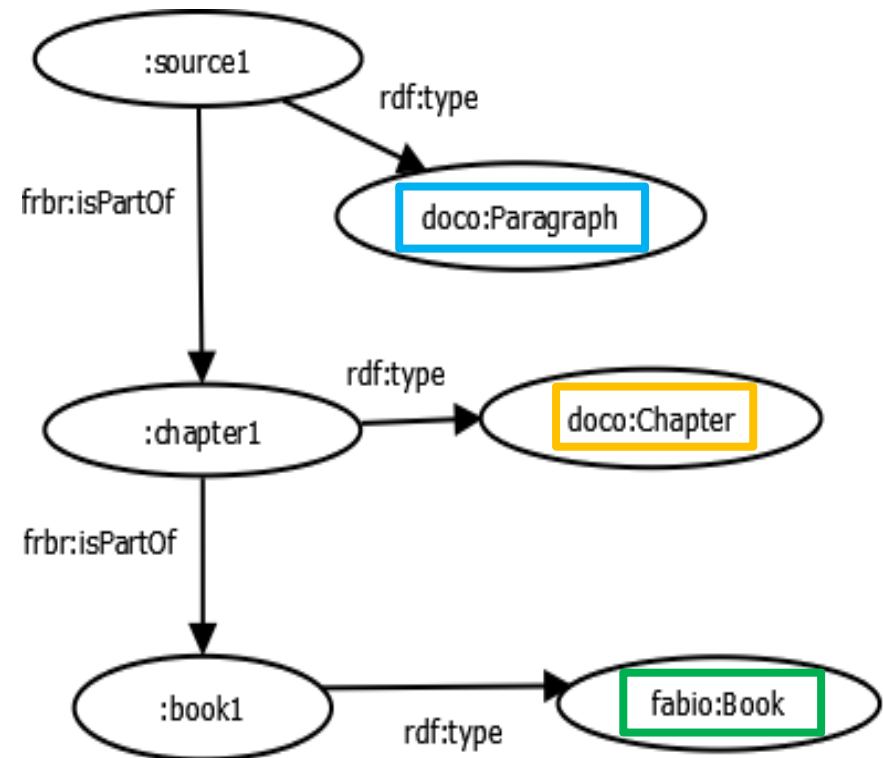 :source1
rdf:type
frbr:isPartOf
doco:Paragraph
rdf:type
:chapter1
doco:Chapter
frbr:isPartOf
:book1
fabio:Book
rdf:type